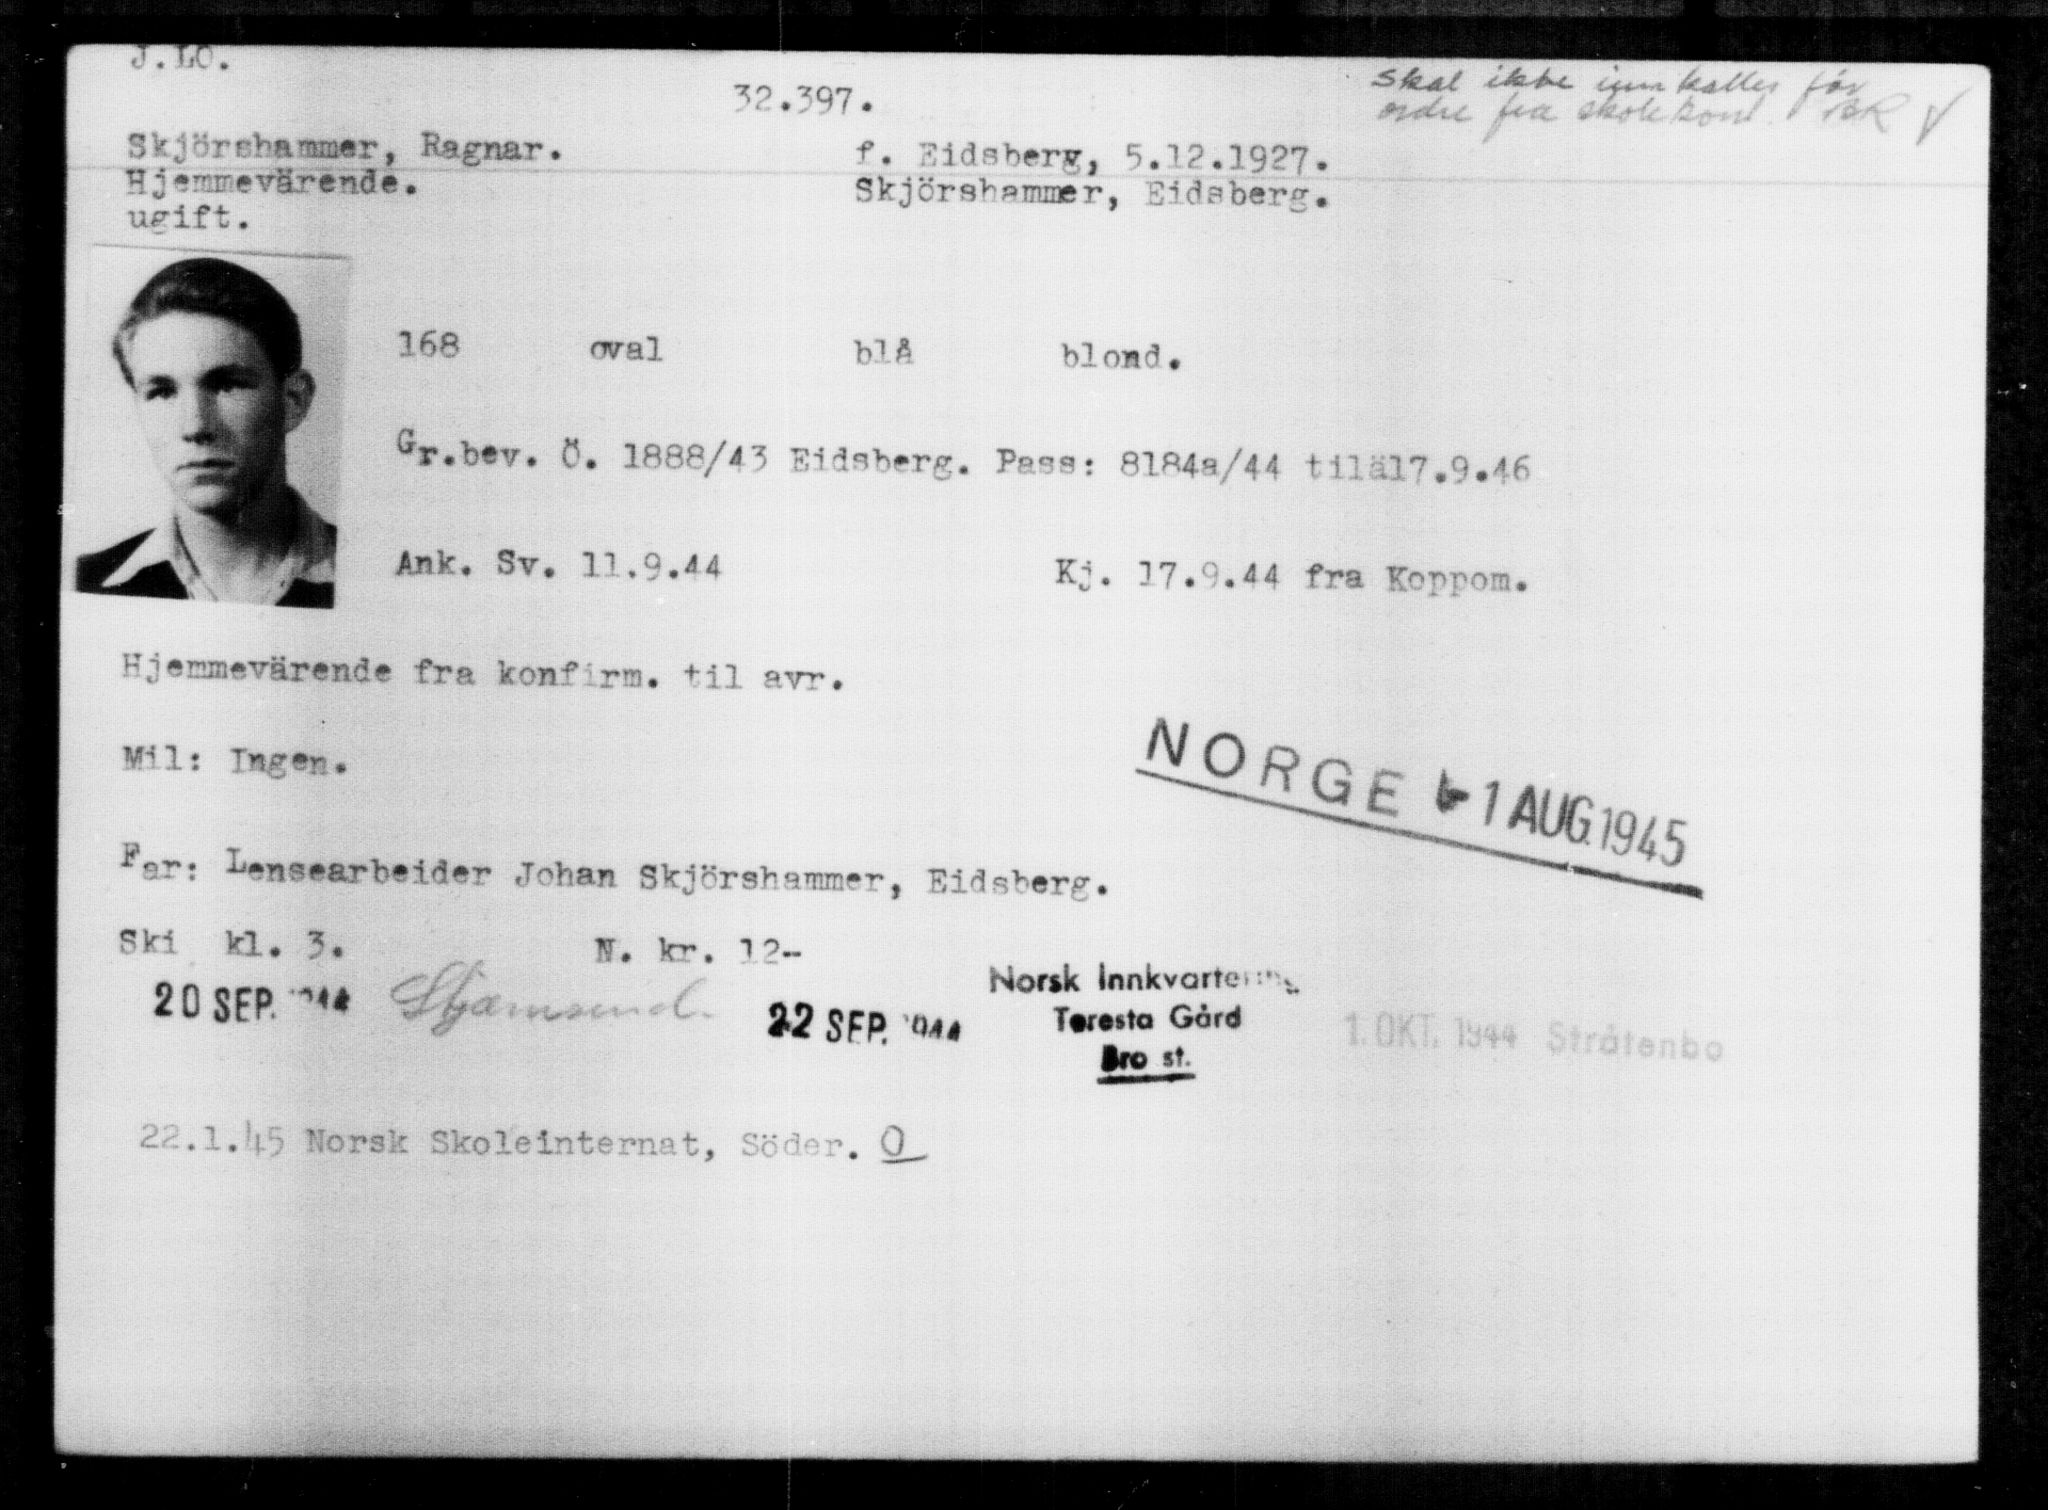 J.LO.
32.397.
Skal ikke innkalles før
ordre fra skolekont. BR
Skjörshammer, Ragnar. f. Eidsberg, 5.12.1927.
Hjemmevärende. Skjörshammer, Eidsberg.
ugift.
168 oval blå blond.
Gr.bev. Ö. 1888/43 Eidsberg. Pass: 8184a/44 tilä17.9.46
Ank. Sv. 11.9.44 Kj. 17.9.44 fra Koppom.
Hjemmevärende fra konfirm. til avr.
Mil: Ingen.
NORGE 1 AUG.1945
Far: Lensearbeider Johan Skjörshammer, Eidsberg.
Ski kl. 3. N. kr. 12-
20 SEP. 1944 22 SEP. 1944
Norsk Innkvartering
Teresta Gård
Bro st.
1. OKT. 1944 Stråtenbo
22.1.45 Norsk Skoleinternat, Söder. O